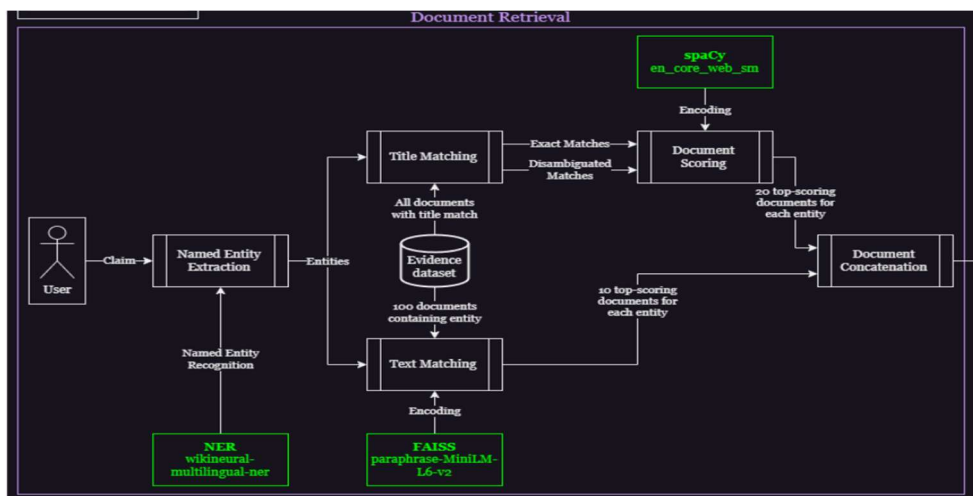 Document Retrieval
spaCy
en_core_web_sm
Encoding
Title Matching
Exact Matches
Disambiguated
Matches
Document
Scoring
All documents
with title match
20 top-scoring
documents for
each entity
User
Claim
Named Entity
Extraction
Entities
Evidence
dataset
Document
Concatenation
100 documents
containing entity
10 top-scoring
documents for
each entity
Named Entity
Recognition
Text Matching
Encoding
NER
wikineural-
multilingual-ner
FAISS
paraphrase-MiniLM-
L6-v2